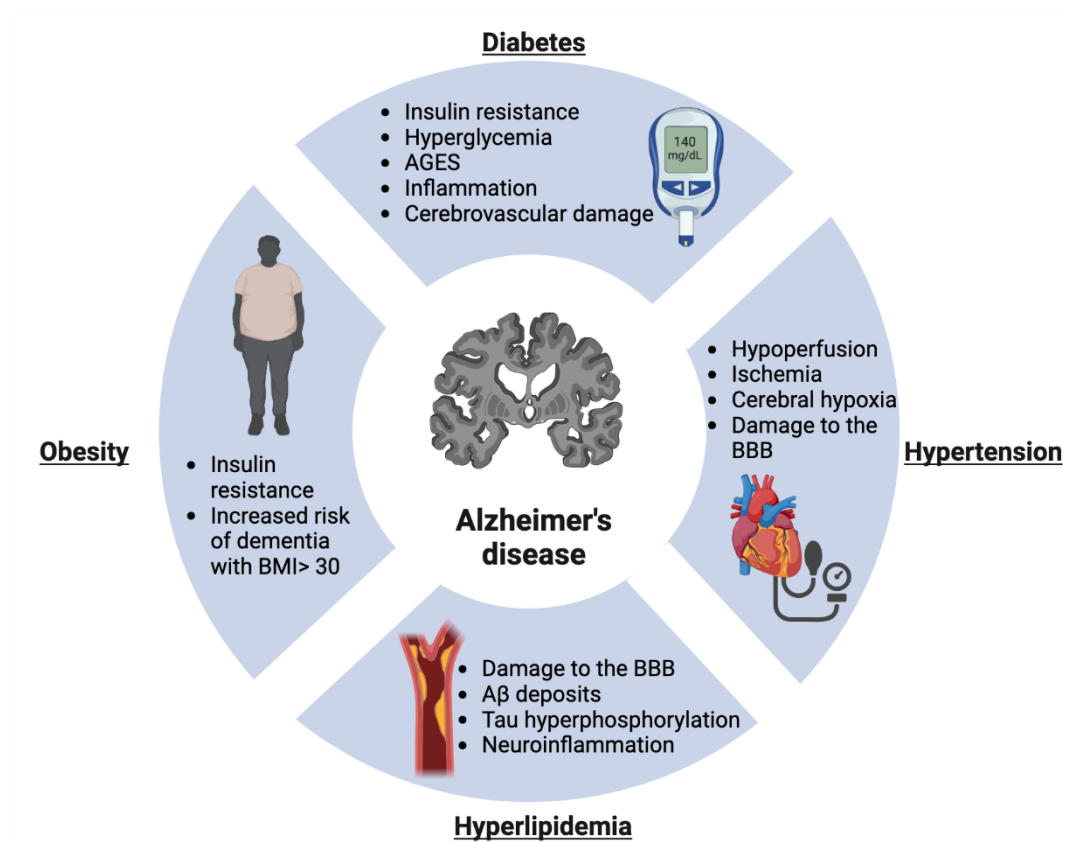 Diabetes
• Insulin resistance
• Hyperglycemia
• AGES
• Inflammation
• Cerebrovascular damage
140
mg/dL
Obesity
• Insulin
resistance
• Increased risk
of dementia
with BMI> 30
Alzheimer's
disease
• Hypoperfusion
• Ischemia
• Cerebral hypoxia
• Damage to the
BBB
Hypertension
• Damage to the BBB
• Aβ deposits
• Tau hyperphosphorylation
• Neuroinflammation
Hyperlipidemia